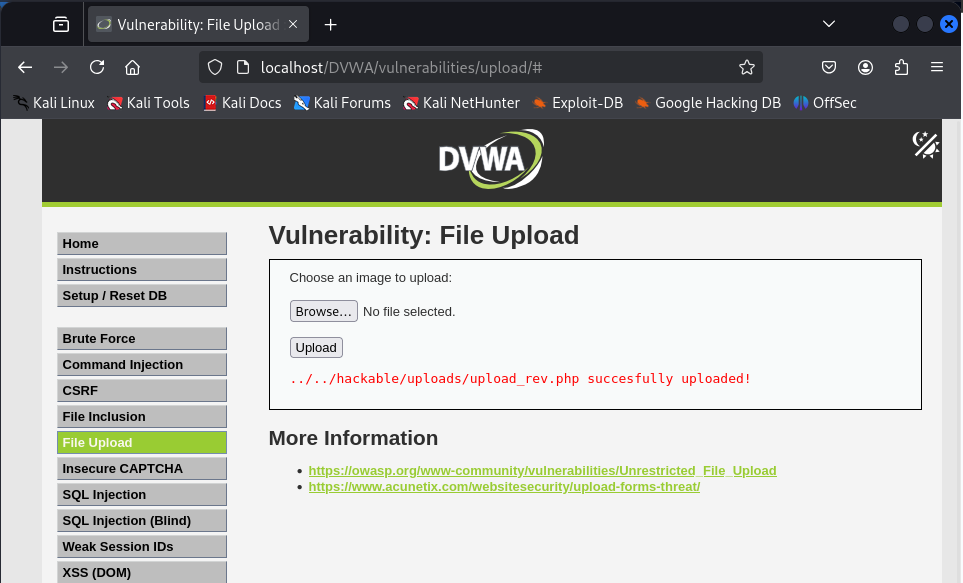 Vulnerability: File Upload
localhost/DVWA/vulnerabilities/upload/#
Kali Linux Kali Tools Kali Docs Kali Forums Kali NetHunter Exploit-DB Google Hacking DB OffSec
DVWA
Home
Instructions
Setup / Reset DB
Brute Force
Command Injection
CSRF
File Inclusion
File Upload
Insecure CAPTCHA
SQL Injection
SQL Injection (Blind)
Weak Session IDs
XSS (DOM)
Vulnerability: File Upload
Choose an image to upload:
Browse... No file selected.
Upload
../../hackable/uploads/upload_rev.php succesfully uploaded!
More Information
https://owasp.org/www-community/vulnerabilities/Unrestricted_File_Upload
https://www.acunetix.com/websitesecurity/upload-forms-threat/